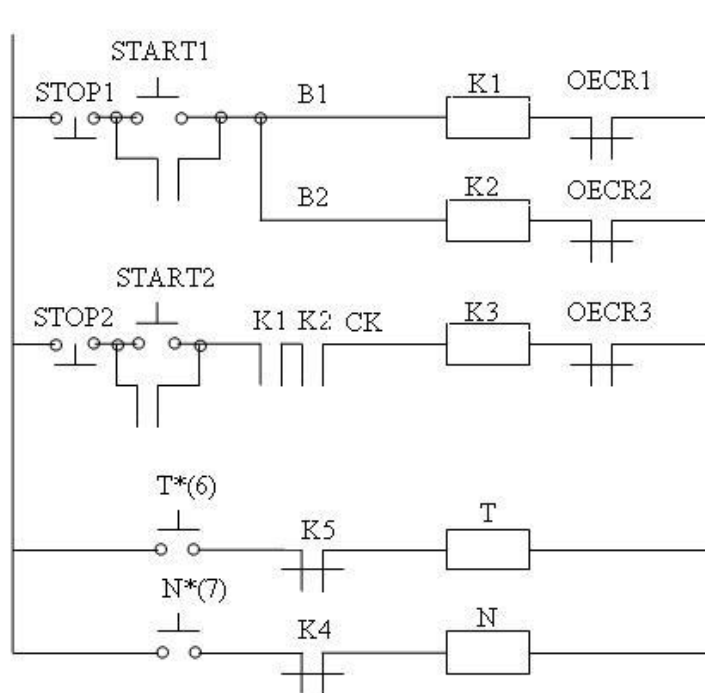 START1
STOP1 B1 K1 OECR1
B2 K2 OECR2
START2
STOP2 K1 K2 CK K3 OECR3
T*(6)
K5 T
N*(7)
K4 N